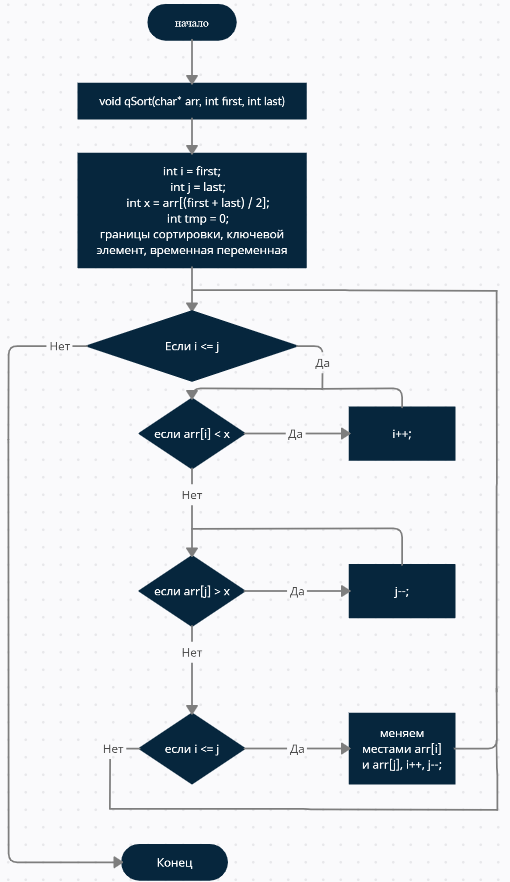 начало
void qSort(char* arr, int first, int last)
int i = first;
int j = last;
int x = arr[(first + last) / 2];
int tmp = 0;
границы сортировки, ключевой
элемент, временная переменная
Нет
Если i <= j
Да
если arr[i] < x
Да
i++;
Нет
если arr[j] > x
Да
j--;
Нет
Нет
если i <= j
Да
меняем
местами arr[i]
и arr[j], i++, j--;
Конец